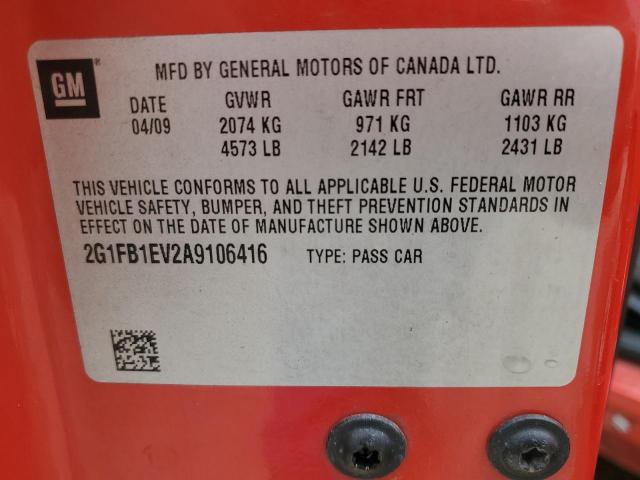 GM®
MFD BY GENERAL MOTORS OF CANADA LTD.
DATE GVWR GAWR FRT GAWR RR
04/09 2074 KG 971 KG 1103 KG
4573 LB 2142 LB 2431 LB
THIS VEHICLE CONFORMS TO ALL APPLICABLE U.S. FEDERAL MOTOR
VEHICLE SAFETY, BUMPER, AND THEFT PREVENTION STANDARDS IN
EFFECT ON THE DATE OF MANUFACTURE SHOWN ABOVE.
2G1FB1EV2A9106416 TYPE: PASS CAR